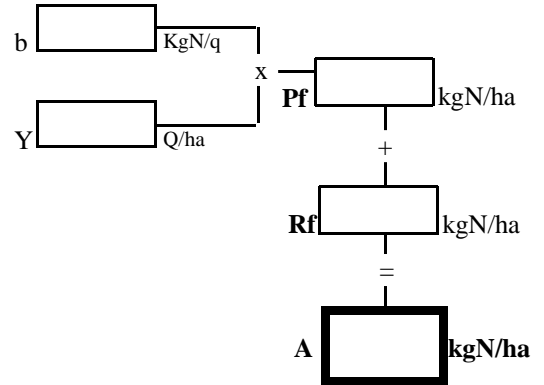 b KgN/q
x
Pf kgN/ha
Y Q/ha
+
Rf kgN/ha
=
A kgN/ha